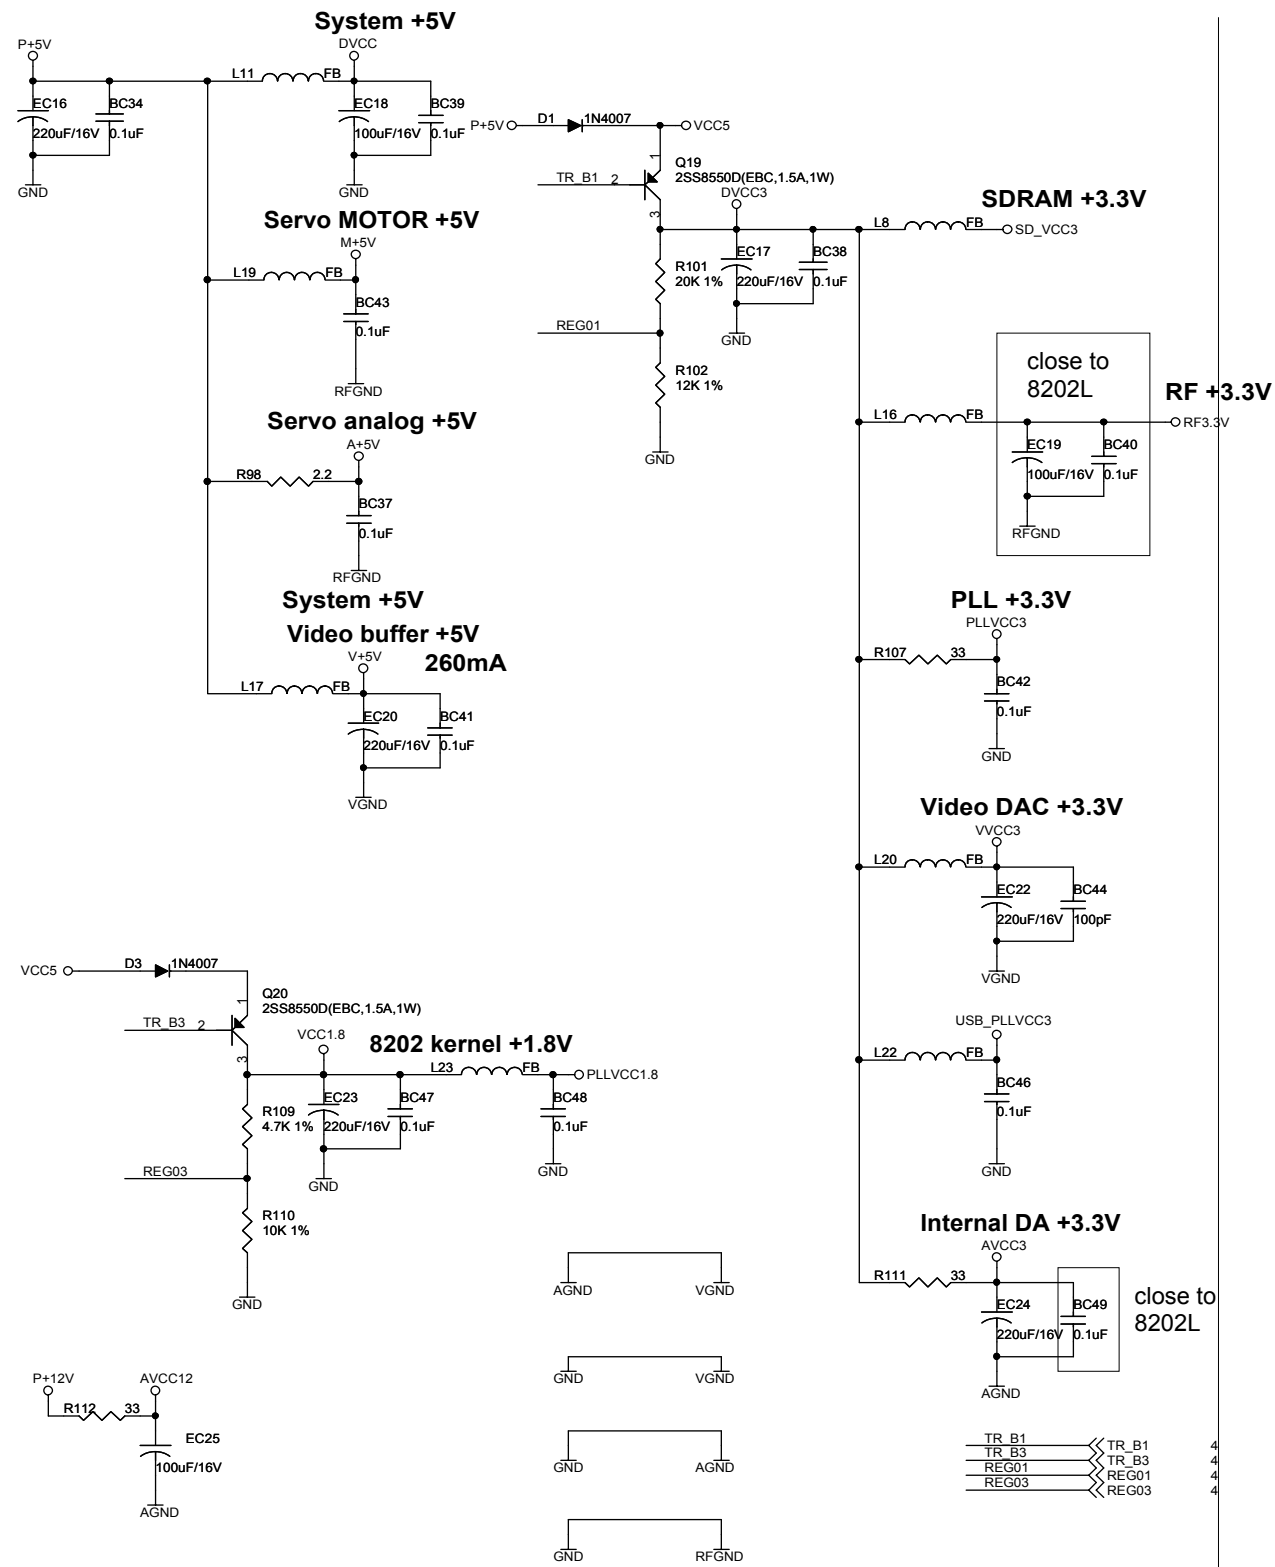 System +5V
P+5V
DVCC
L11
FB
EC16
220uF/16V
BC34
0.1uF
GND
EC18
100uF/16V
BC39
0.1uF
GND
Servo MOTOR +5V
M+5V
L19
FB
BC43
0.1uF
RFGND
Servo analog +5V
A+5V
R98
2.2
BC37
0.1uF
RFGND
System +5V
Video buffer +5V
V+5V
260mA
L17
FB
EC20
220uF/16V
BC41
0.1uF
VGND
P+5V
D1
1N4007
VCC5
1
Q19
2SS8550D(EBC,1.5A,1W)
TR_B1
2
3
DVCC3
R101
20K 1%
EC17
220uF/16V
BC38
0.1uF
GND
REG01
R102
12K 1%
GND
SDRAM +3.3V
L8
FB
SD_VCC3
close to
8202L
RF +3.3V
L16
FB
RF3.3V
EC19
100uF/16V
BC40
0.1uF
RFGND
PLL +3.3V
PLLVCC3
R107
33
BC42
0.1uF
GND
Video DAC +3.3V
VVCC3
L20
FB
EC22
220uF/16V
BC44
100pF
VGND
USB_PLLVCC3
L22
FB
BC46
0.1uF
GND
Internal DA +3.3V
AVCC3
R111
33
EC24
220uF/16V
BC49
0.1uF
close to
8202L
AGND
VCC5
D3
1N4007
1
Q20
2SS8550D(EBC,1.5A,1W)
TR_B3
2
3
VCC1.8
8202 kernel +1.8V
L23
FB
PLLVCC1.8
R109
4.7K 1%
EC23
220uF/16V
BC47
0.1uF
BC48
0.1uF
GND
GND
REG03
R110
10K 1%
GND
P+12V
AVCC12
R112
33
EC25
100uF/16V
AGND
AGND
VGND
GND
VGND
GND
AGND
GND
RFGND
TR_B1
TR_B1
4
TR_B3
TR_B3
4
REG01
REG01
4
REG03
REG03
4